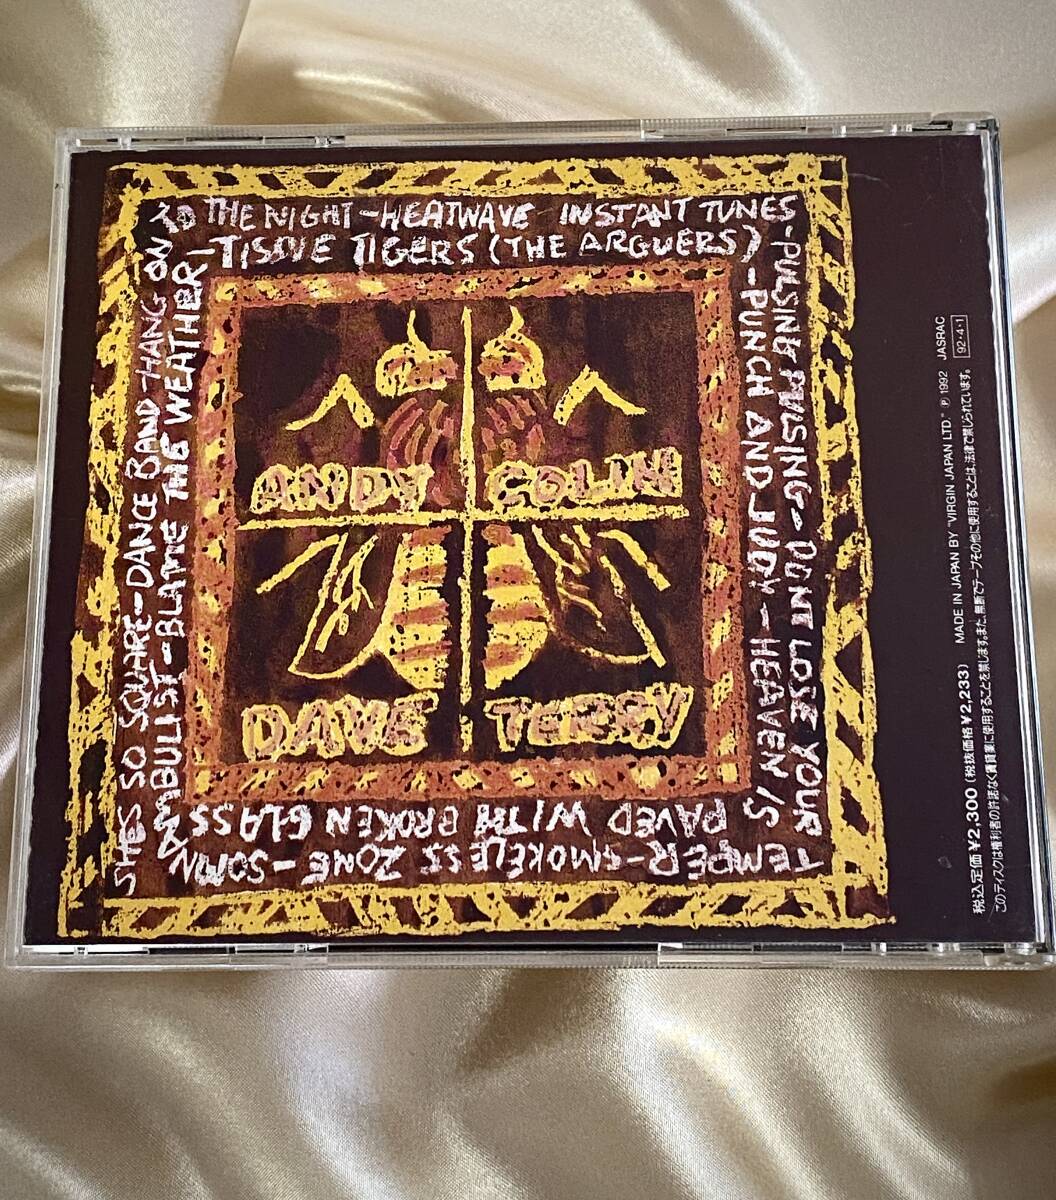 SHES SO SQUARE-DANCE BAND-HANG ON TO
THE NIGHT-HEATWAVE INSTANT TUNES
-PULSING PULSING-DONT LOSE YOUR
TEMPER-SMOKELESS ZONE-SOMN
AMBULIST-BLAME THE WEATHER,
-TISSUE TIGERS (THE ARGUERS)
-PUNCH AND JUDY-HEAVEN IS
PAVED WITH BROKEN GLASS
ANDY COLIN
DAVE TERRY
税込定価¥2,300(税抜価格¥2,233) MADE IN JAPAN BY "VIRGIN JAPAN LTD." ℗1992 JASRAC
92・4・1
このディスクは権利者の許諾なく賃貸業に使用することを禁じます。また、無断でテープその他に使用することは、法律で禁じられています。